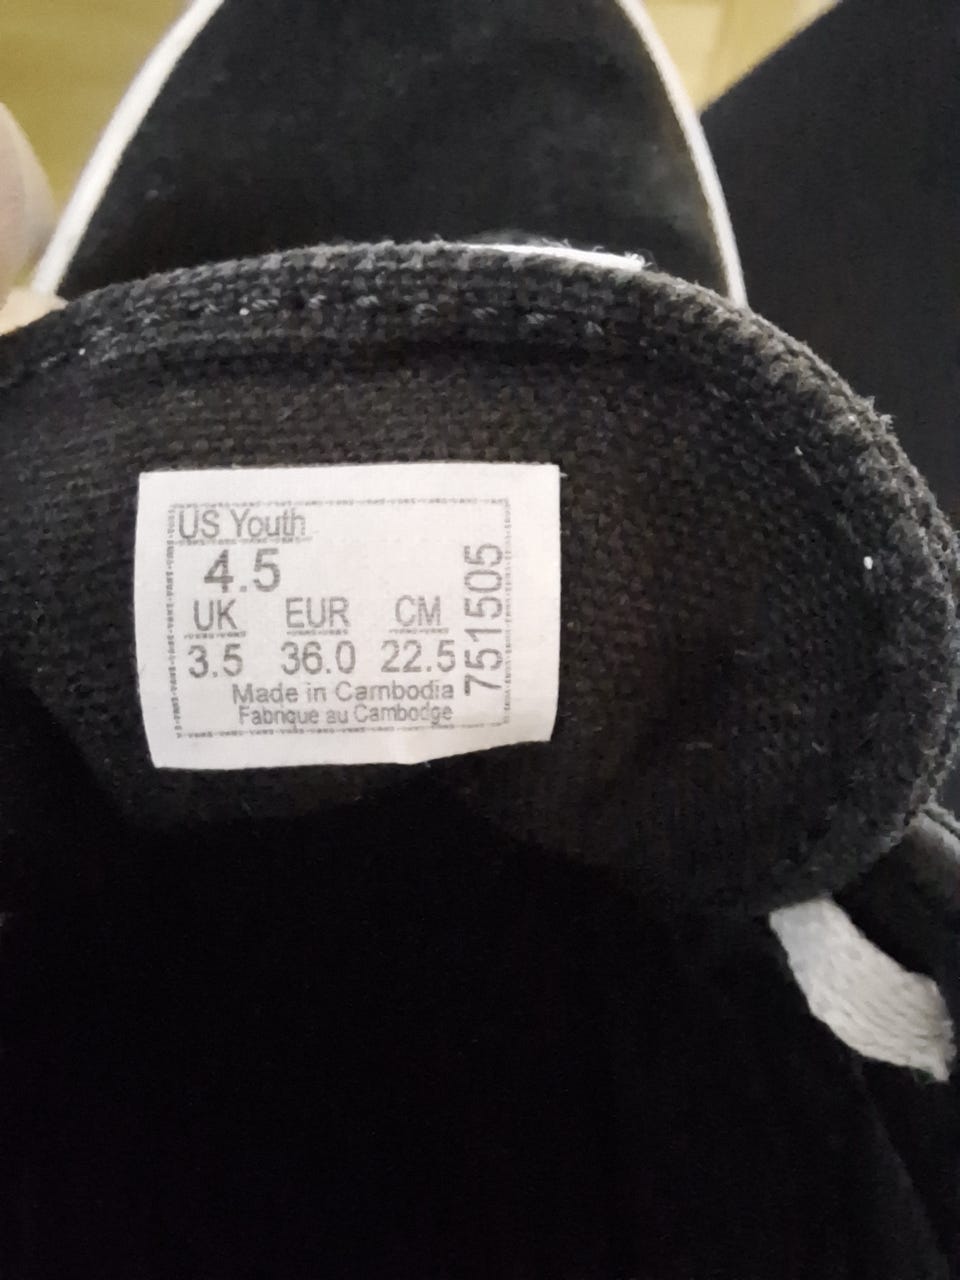 US Youth
4.5
UK EUR CM
3.5 36.0 22.5
Made in Cambodia
Fabrique au Cambodge
751505